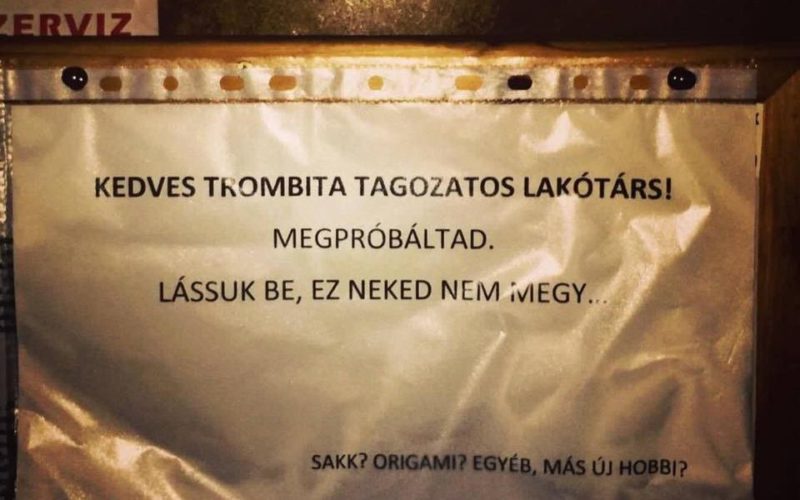 ZERVIZ
KEDVES TROMBITA TAGOZATOS LAKÓTÁRS!
MEGPRÓBÁLTAD.
LÁSSUK BE, EZ NEKED NEM MEGY...
SAKK? ORIGAMI? EGYÉB, MÁS ÚJ HOBBI?